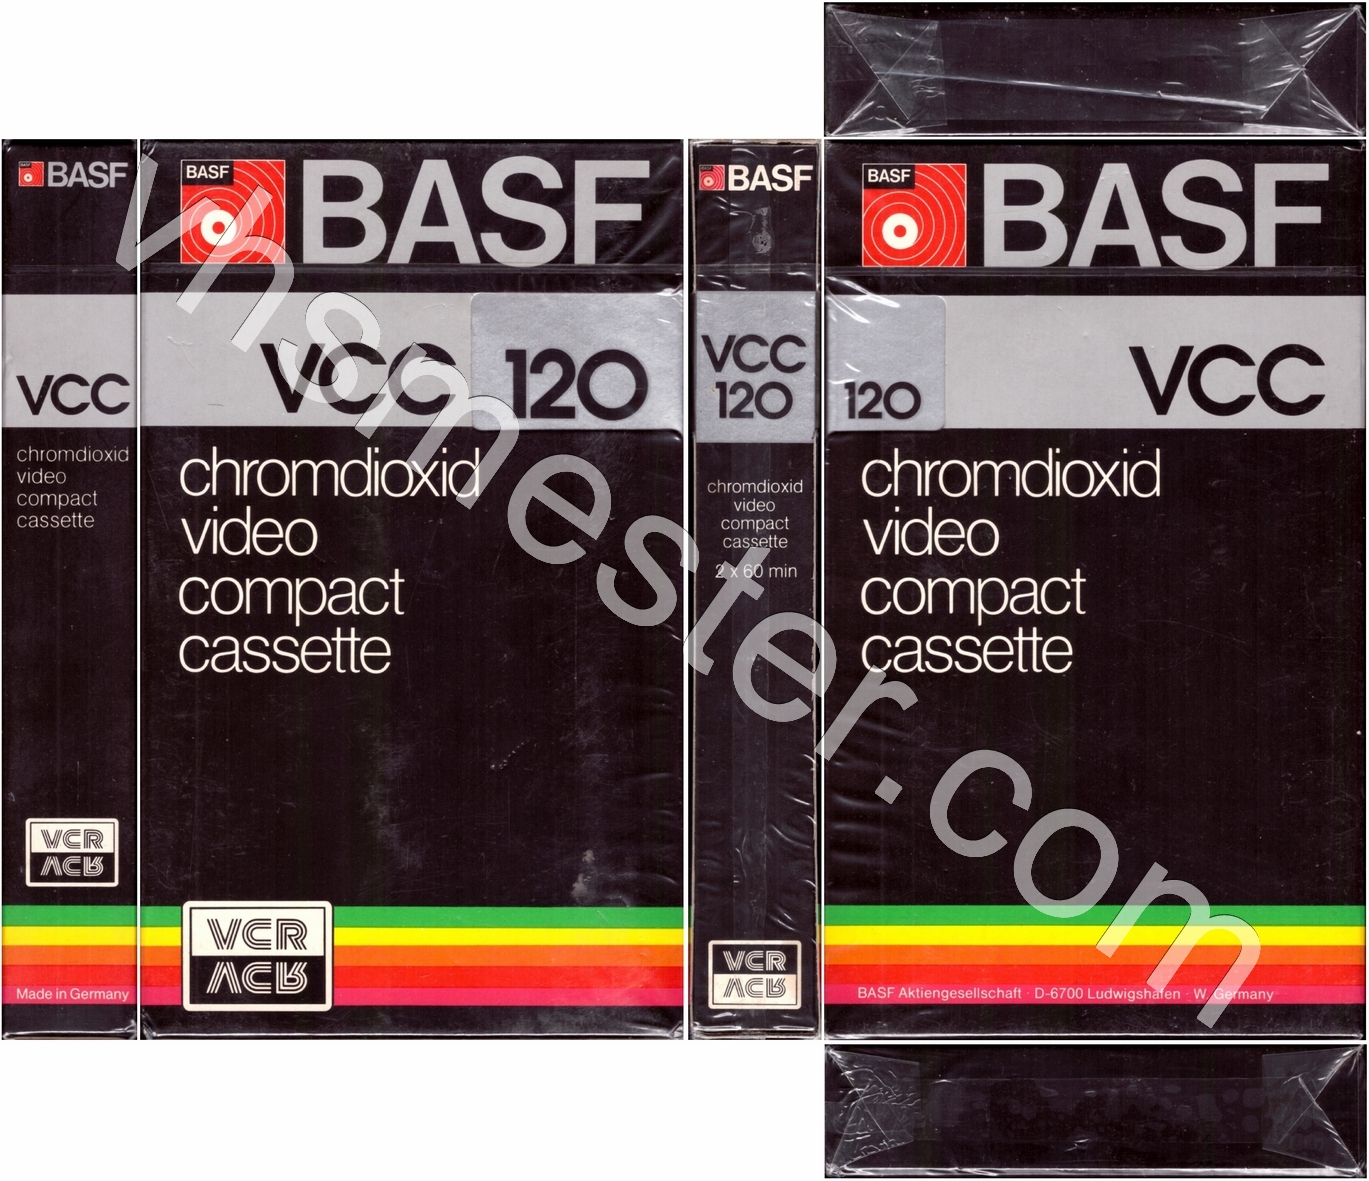 BASF
BASF
VCC
chromdioxid
video
compact
cassette
VCR
VCR
Made in Germany
BASF
BASF
VCC 120
chromdioxid
video
compact
cassette
VCR
VCR
BASF
BASF
VCC
120
chromdioxid
video
compact
cassette
2 x 60 min
VCR
VCR
BASF
BASF
120 VCC
chromdioxid
video
compact
cassette
BASF Aktiengesellschaft · D-6700 Ludwigshafen · W. Germany
vhsmester.com